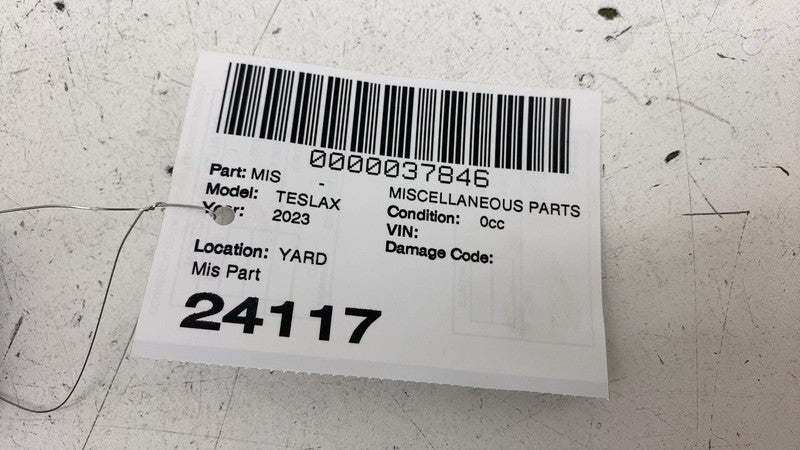 0000037846
Part: MIS - MISCELLANEOUS PARTS
Model: TESLAX Condition: 0cc
Year: 2023 VIN:
Damage Code:
Location: YARD
Mis Part
24117